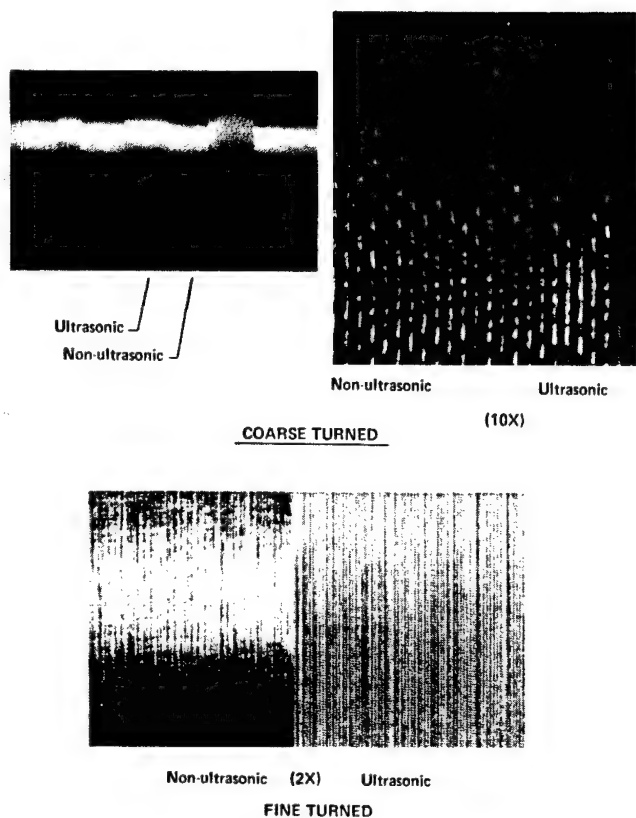 Ultrasonic
Non-ultrasonic
Non-ultrasonic Ultrasonic
(10X)
COARSE TURNED
Non-ultrasonic (2X) Ultrasonic
FINE TURNED